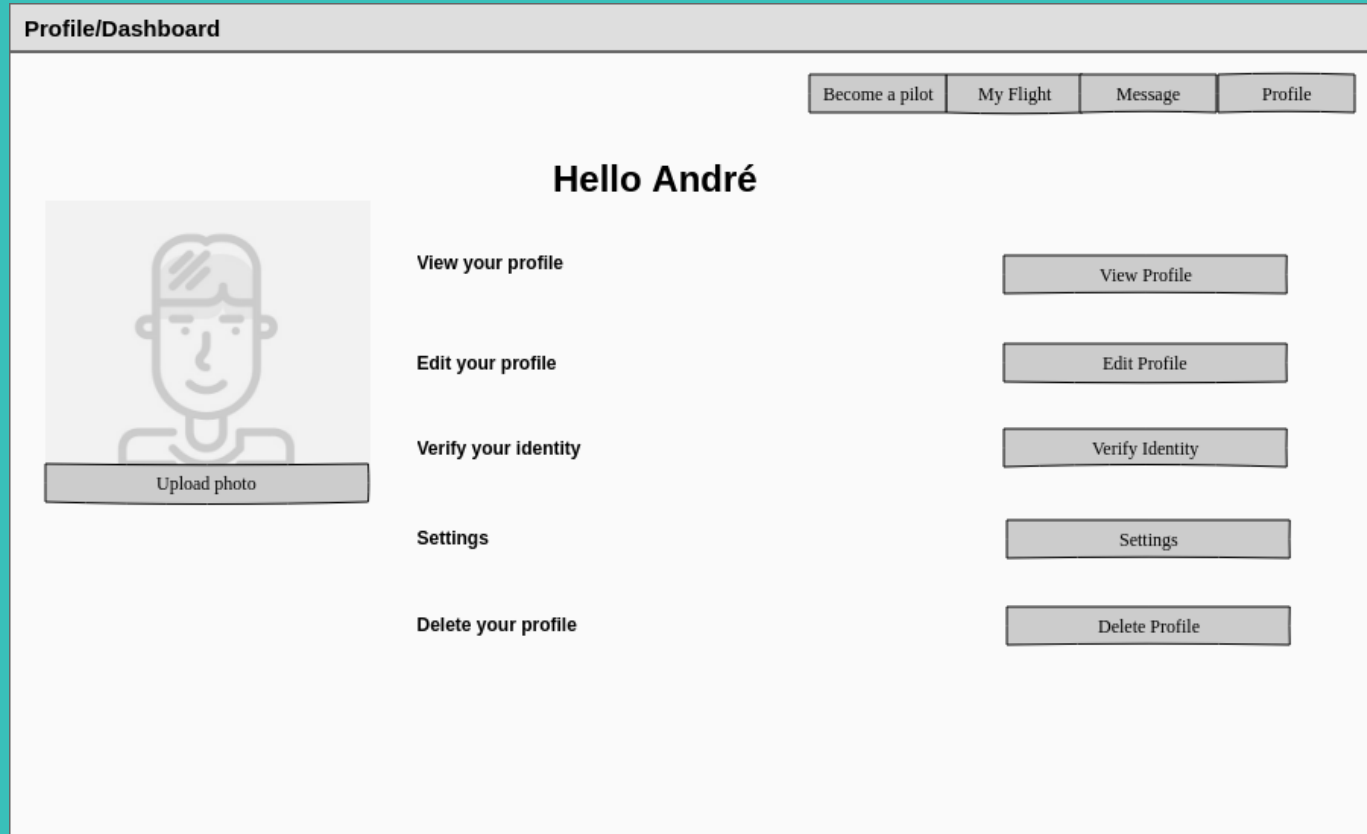 Profile/Dashboard
Become a pilot My Flight Message Profile
Hello André
View your profile View Profile
Edit your profile Edit Profile
Verify your identity Verify Identity
Upload photo
Settings Settings
Delete your profile Delete Profile